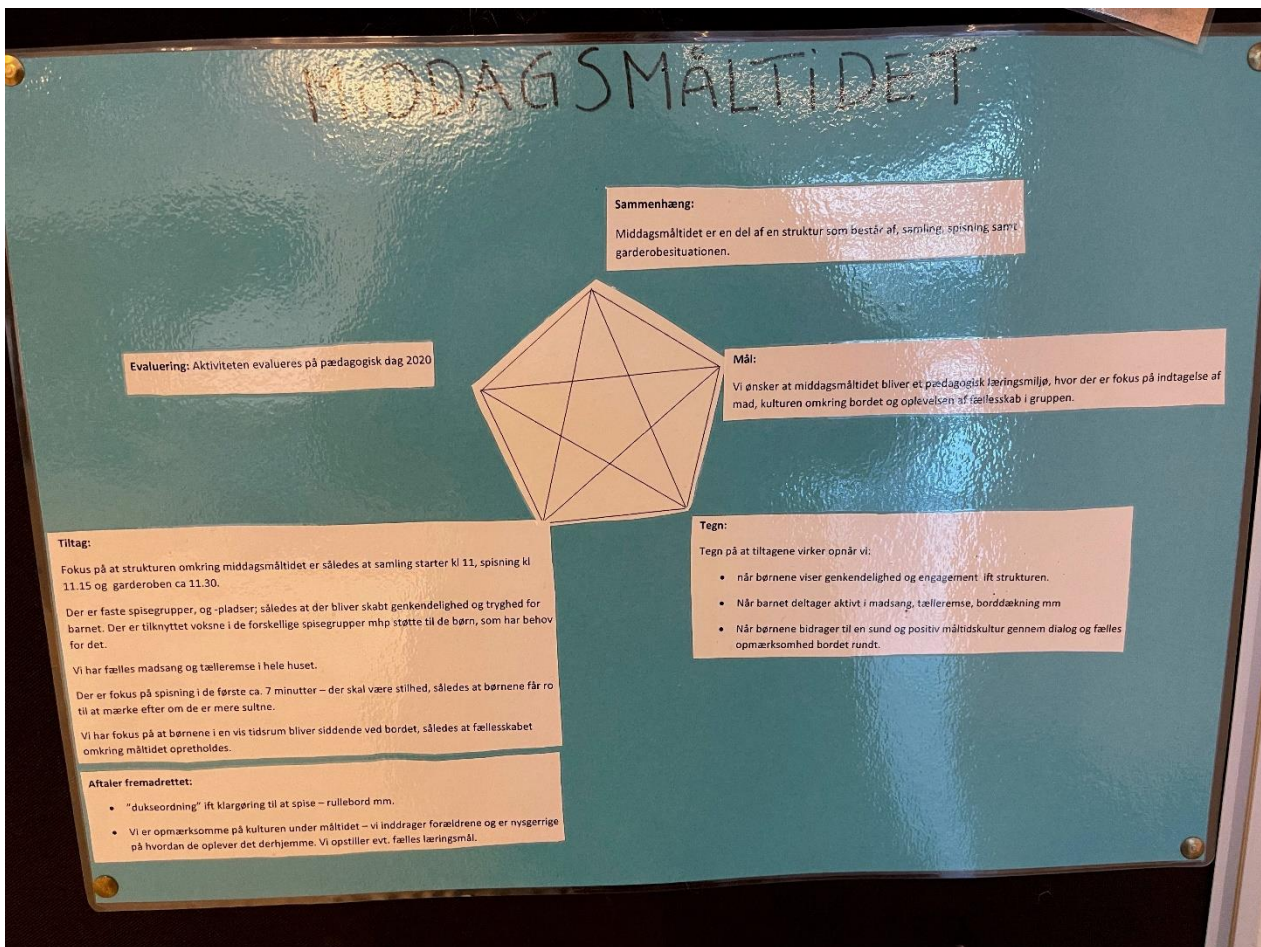 MIDDAGSMÅLTIDET
Sammenhæng:
Middagsmåltidet er en del af en struktur som består af, samling, spisning samt
garderobesituationen.
Evaluering: Aktiviteten evalueres på pædagogisk dag 2020
Mål:
Vi ønsker at middagsmåltidet bliver et pædagogisk læringsmiljø, hvor der er fokus på indtagelse af
mad, kulturen omkring bordet og oplevelsen af fællesskab i gruppen.
Tiltag:
Fokus på at strukturen omkring middagsmåltidet er således at samling starter kl 11, spisning kl
11.15 og garderoben ca 11.30.
Der er faste spisegrupper, og -pladser; således at der bliver skabt genkendelighed og tryghed for
barnet. Der er tilknyttet voksne i de forskellige spisegrupper mhp støtte til de børn, som har behov
for det.
Vi har fælles madsang og tælleremse i hele huset.
Der er fokus på spisning i de første ca. 7 minutter – der skal være stilhed, således at børnene får ro
til at mærke efter om de er mere sultne.
Vi har fokus på at børnene i en vis tidsrum bliver siddende ved bordet, således at fællesskabet
omkring måltidet opretholdes.
Tegn:
Tegn på at tiltagene virker opnår vi:
• når børnene viser genkendelighed og engagement ift strukturen.
• Når barnet deltager aktivt i madsang, tælleremse, borddækning mm
• Når børnene bidrager til en sund og positiv måltidskultur gennem dialog og fælles
opmærksomhed bordet rundt.
Aftaler fremadrettet:
• "dukseordning" ift klargøring til at spise – rullebord mm.
• Vi er opmærksomme på kulturen under måltidet – vi inddrager forældrene og er nysgerrige
på hvordan de oplever det derhjemme. Vi opstiller evt. fælles læringsmål.